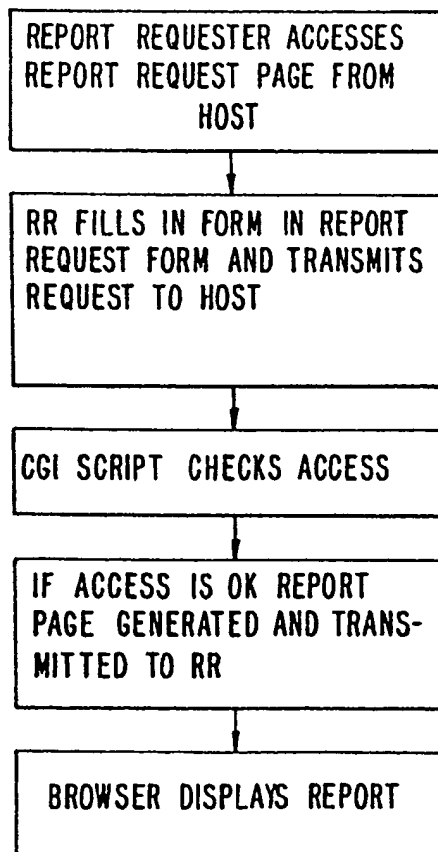 REPORT REQUESTER ACCESSES
REPORT REQUEST PAGE FROM
HOST
RR FILLS IN FORM IN REPORT
REQUEST FORM AND TRANSMITS
REQUEST TO HOST
CGI SCRIPT CHECKS ACCESS
IF ACCESS IS OK REPORT
PAGE GENERATED AND TRANS-
MITTED TO RR
BROWSER DISPLAYS REPORT